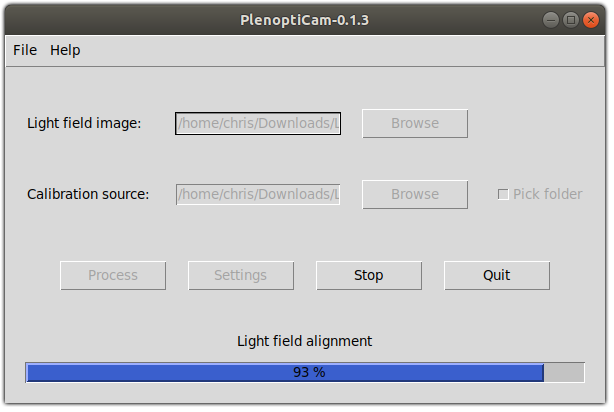 PlenoptiCam-0.1.3
File Help
Light field image: /home/chris/Downloads/L Browse
Calibration source: /home/chris/Downloads/L Browse Pick folder
Process Settings Stop Quit
Light field alignment
93 %